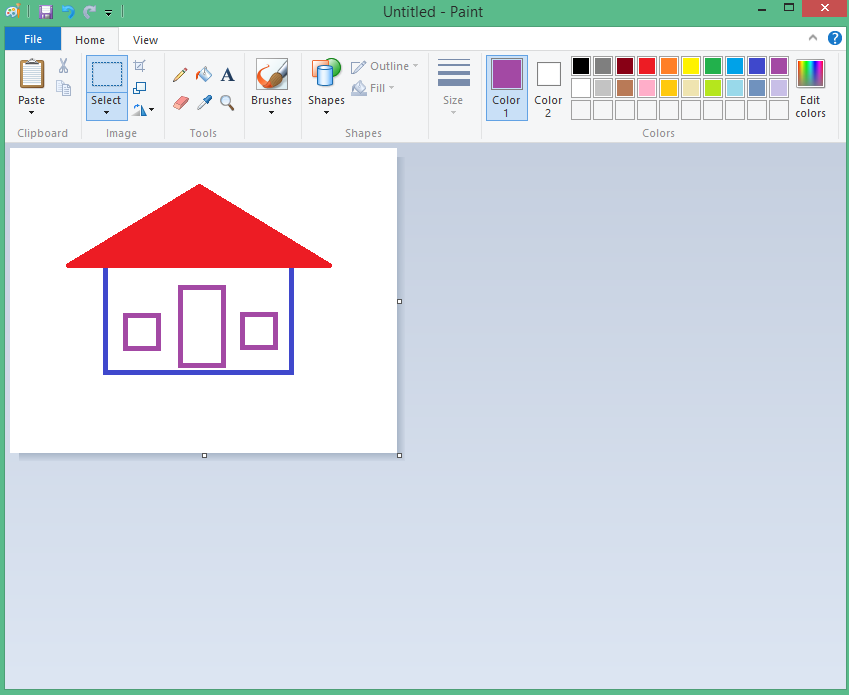 Untitled - Paint
File
Home
View
Paste
Clipboard
Select
Image
A
Tools
Brushes
Shapes
Outline
Fill
Shapes
Size
Color
1
Color
2
Edit
colors
Colors
?